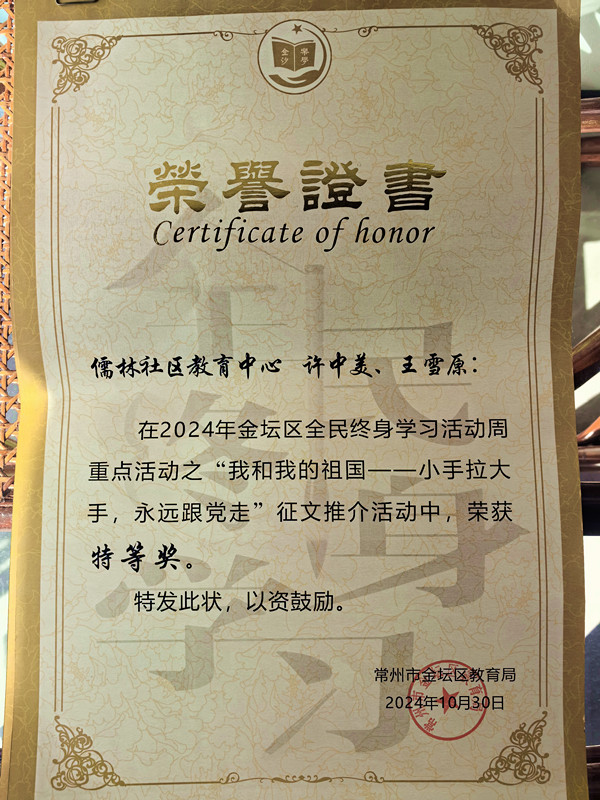 金沙
學學
榮譽證書
Certificate of honor
儒林社区教育中心 许中美、王雪原：
在2024年金坛区全民终身学习活动周
重点活动之“我和我的祖国——小手拉大
手，永远跟党走”征文推介活动中，荣获
特等奖。
特发此状，以资鼓励。
常州市金坛区教育局
2024年10月30日